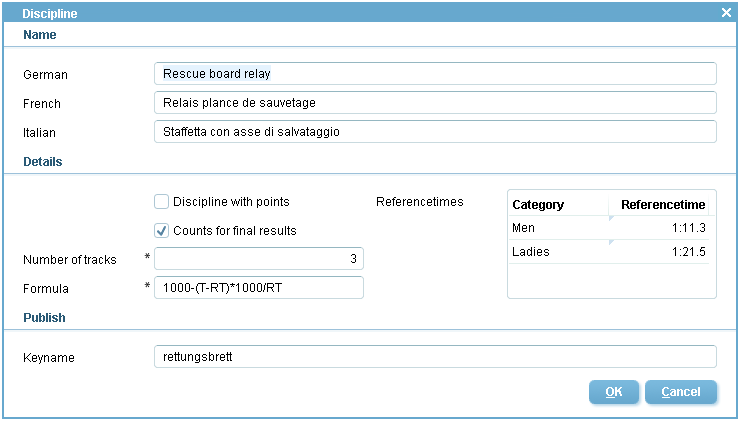 Discipline
Name
German Rescue board relay
French Relais plance de sauvetage
Italian Staffetta con asse di salvataggio
Details
Discipline with points Referencetimes Category Referencetime
Counts for final results Men 1:11.3
Ladies 1:21.5
Number of tracks * 3
Formula * 1000-(T-RT)*1000/RT
Publish
Keyname rettungsbrett
OK Cancel